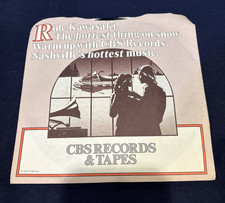 Ride Kawasaki.
The hottest thing on snow.
Warm up with CBS Records
Nashville's hottest music.
CBS RECORDS
& TAPES